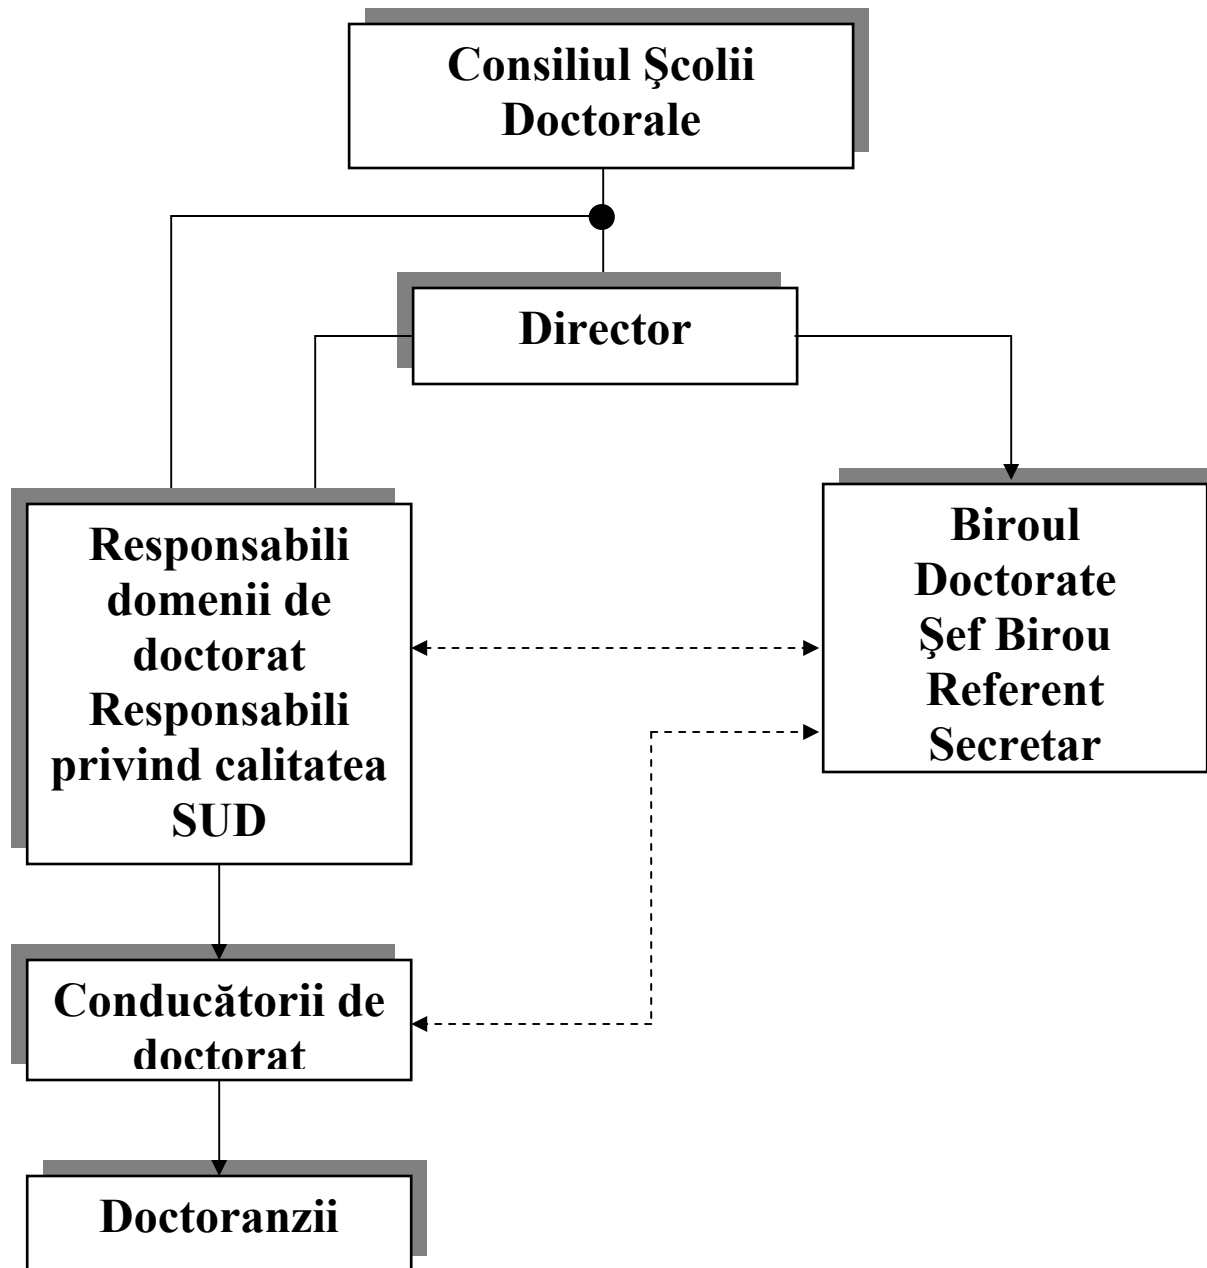 Consiliul Şcolii
Doctorale
Director
Responsabili
domenii de
doctorat
Responsabili
privind calitatea
SUD
Biroul
Doctorate
Şef Birou
Referent
Secretar
Conducătorii de
doctorat
Doctoranzii